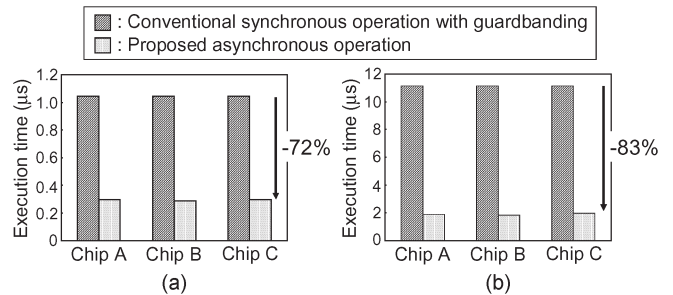 : Conventional synchronous operation with guardbanding
: Proposed asynchronous operation
Execution time (μs)
1.2
1.0
0.8
0.6
0.4
0.2
0
-72%
Chip A Chip B Chip C
(a)
Execution time (μs)
12
10
8
6
4
2
0
-83%
Chip A Chip B Chip C
(b)